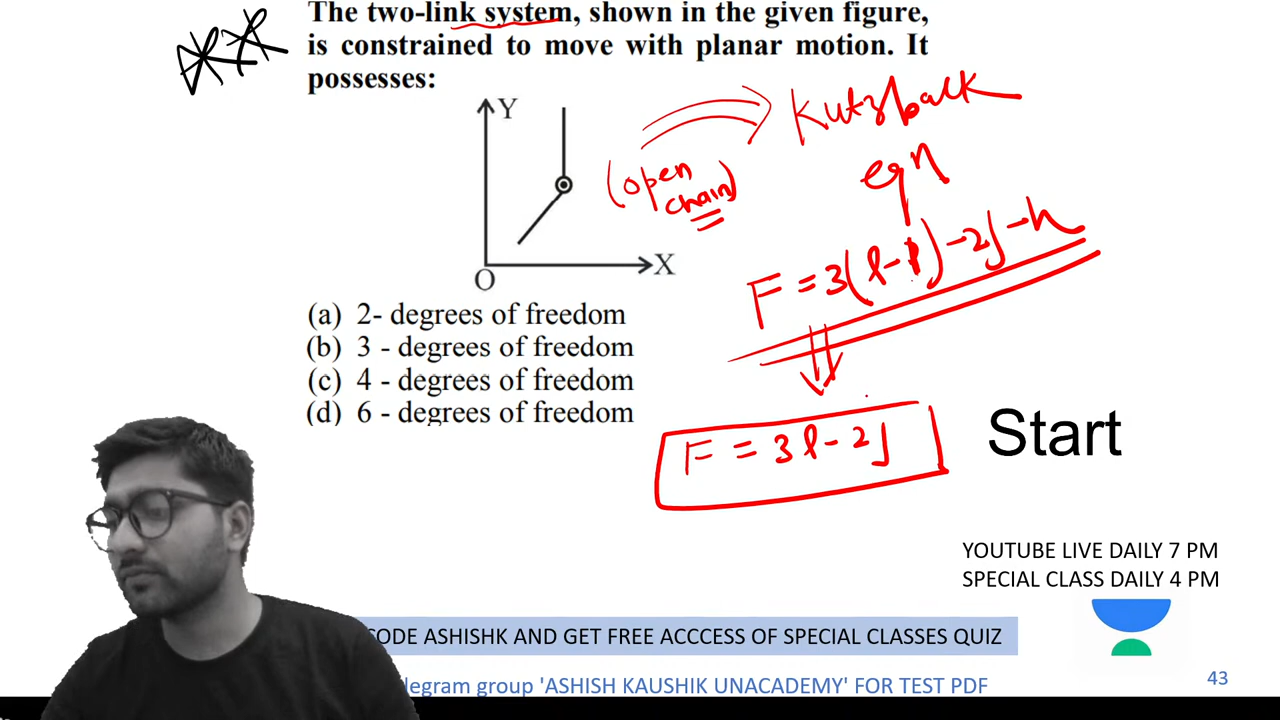 The two-link system, shown in the given figure,
is constrained to move with planar motion. It
possesses:
Y
X
O
(open
chain)
Kutzback
eqn
F = 3(l-1)-2j-h
F = 3l-2j
(a) 2- degrees of freedom
(b) 3 - degrees of freedom
(c) 4 - degrees of freedom
(d) 6 - degrees of freedom
Start
YOUTUBE LIVE DAILY 7 PM
SPECIAL CLASS DAILY 4 PM
CODE ASHISHK AND GET FREE ACCCESS OF SPECIAL CLASSES QUIZ
legram group 'ASHISH KAUSHIK UNACADEMY' FOR TEST PDF
43